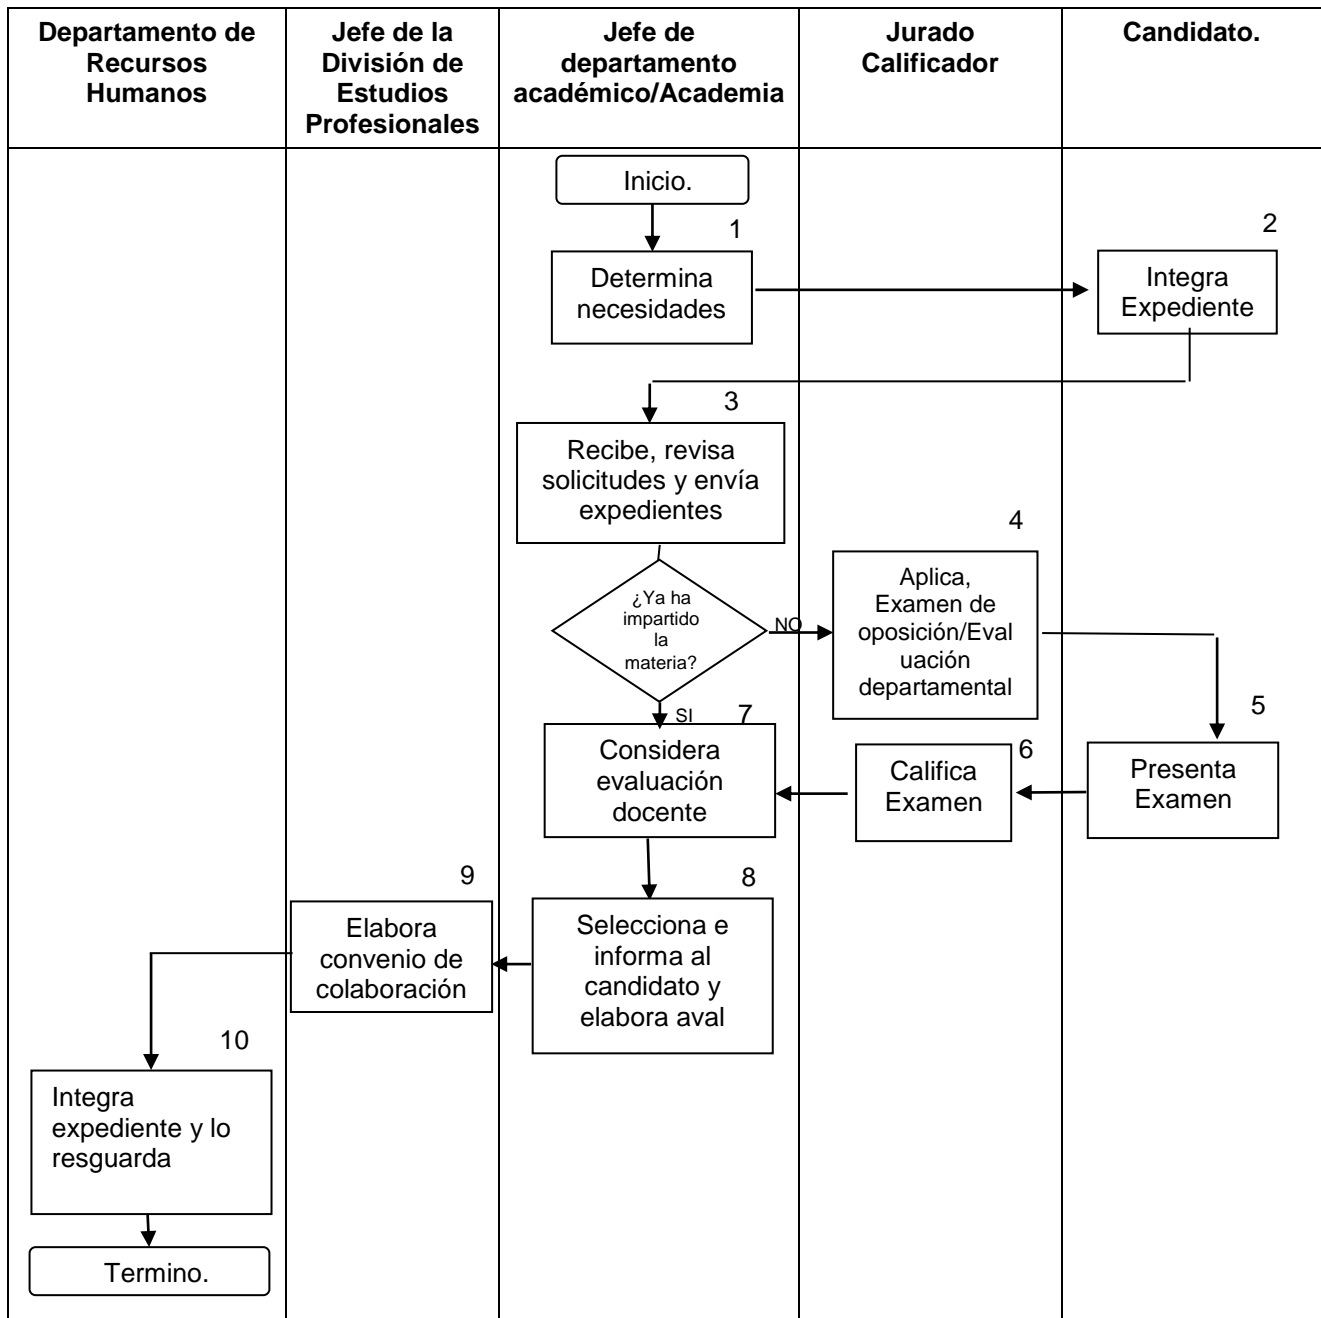 Departamento de
Recursos
Humanos
Jefe de la
División de
Estudios
Profesionales
Jefe de
departamento
académico/Academia
Jurado
Calificador
Candidato.
Inicio.
1
Determina
necesidades
2
Integra
Expediente
3
Recibe, revisa
solicitudes y envía
expedientes
¿Ya ha
impartido
la
materia?
NO
4
Aplica,
Examen de
oposición/Eval
uación
departamental
5
Presenta
Examen
6
Califica
Examen
SI
7
Considera
evaluación
docente
8
Selecciona e
informa al
candidato y
elabora aval
9
Elabora
convenio de
colaboración
10
Integra
expediente y lo
resguarda
Termino.